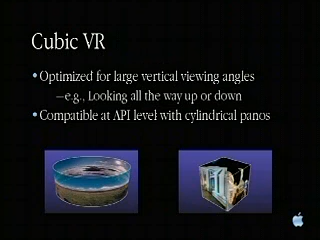 Cubic VR
•Optimized for large vertical viewing angles
–e.g., Looking all the way up or down
•Compatible at API level with cylindrical panos